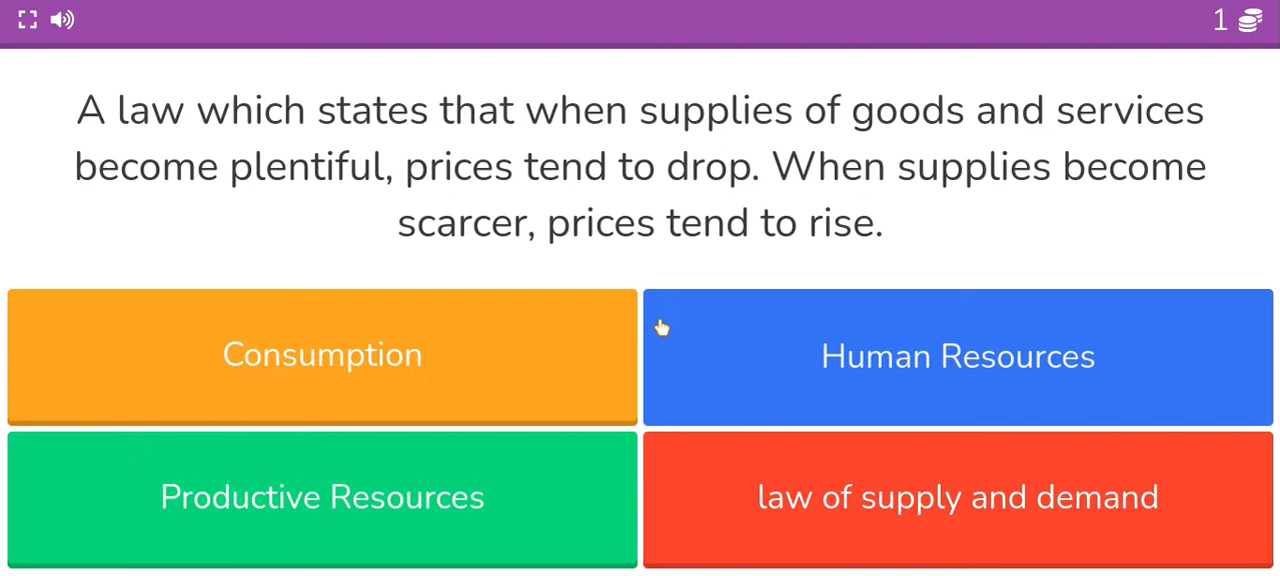 1
A law which states that when supplies of goods and services
become plentiful, prices tend to drop. When supplies become
scarcer, prices tend to rise.
Consumption
Human Resources
Productive Resources
law of supply and demand